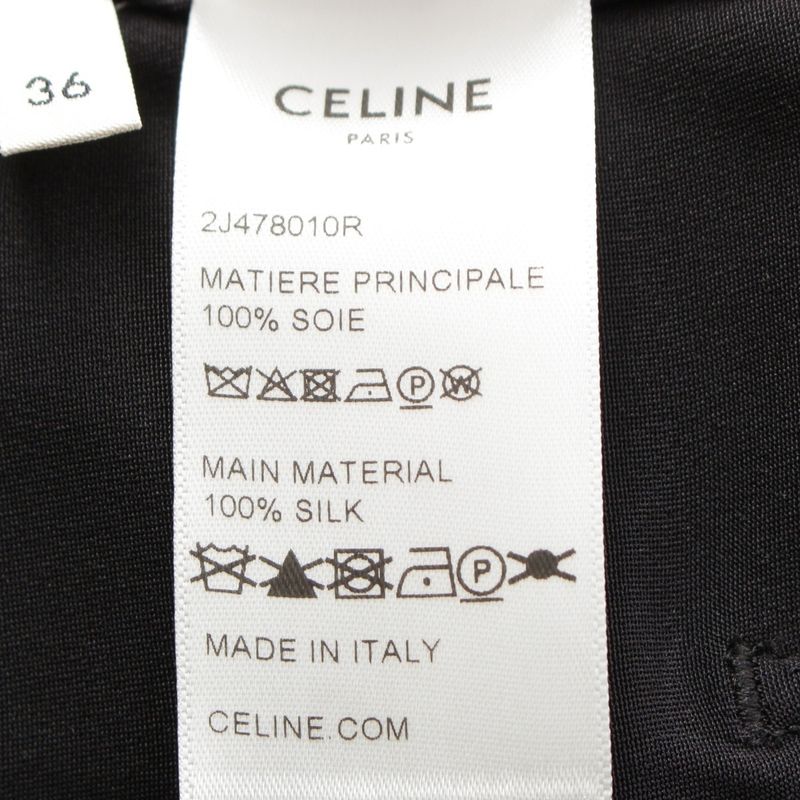 36
CELINE
PARIS
2J478010R
MATIERE PRINCIPALE
100% SOIE
P W
MAIN MATERIAL
100% SILK
P
MADE IN ITALY
CELINE.COM